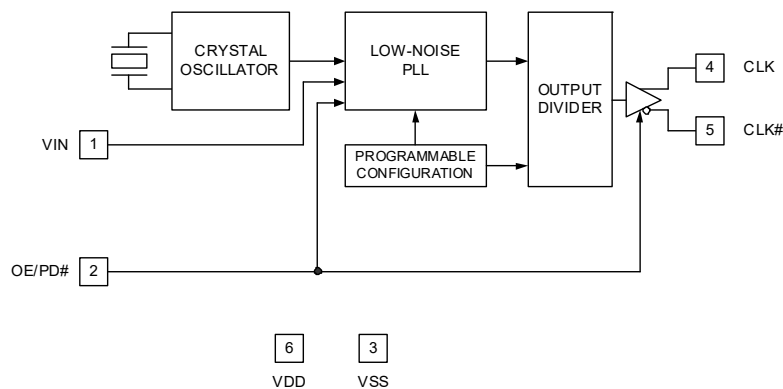 CRYSTAL
OSCILLATOR
LOW-NOISE
PLL
OUTPUT
DIVIDER
4 CLK
5 CLK#
VIN 1
PROGRAMMABLE
CONFIGURATION
OE/PD# 2
6 3
VDD VSS